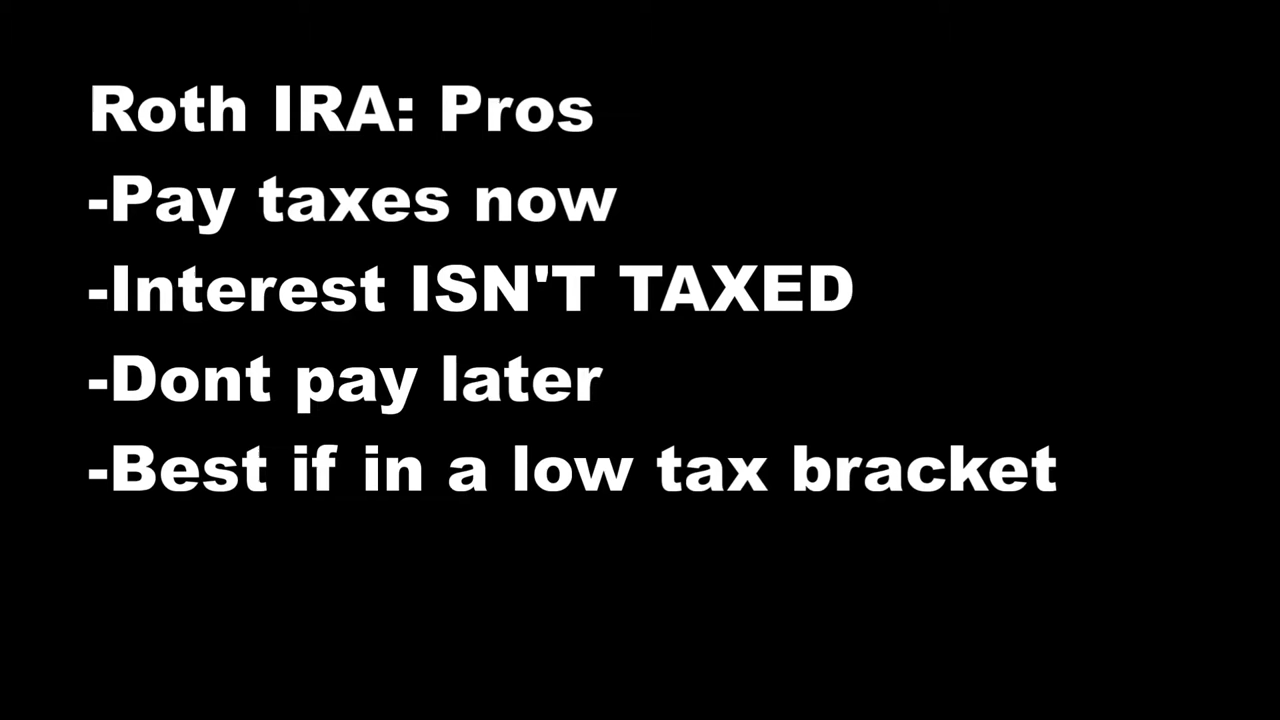 Roth IRA: Pros
-Pay taxes now
-Interest ISN'T TAXED
-Dont pay later
-Best if in a low tax bracket